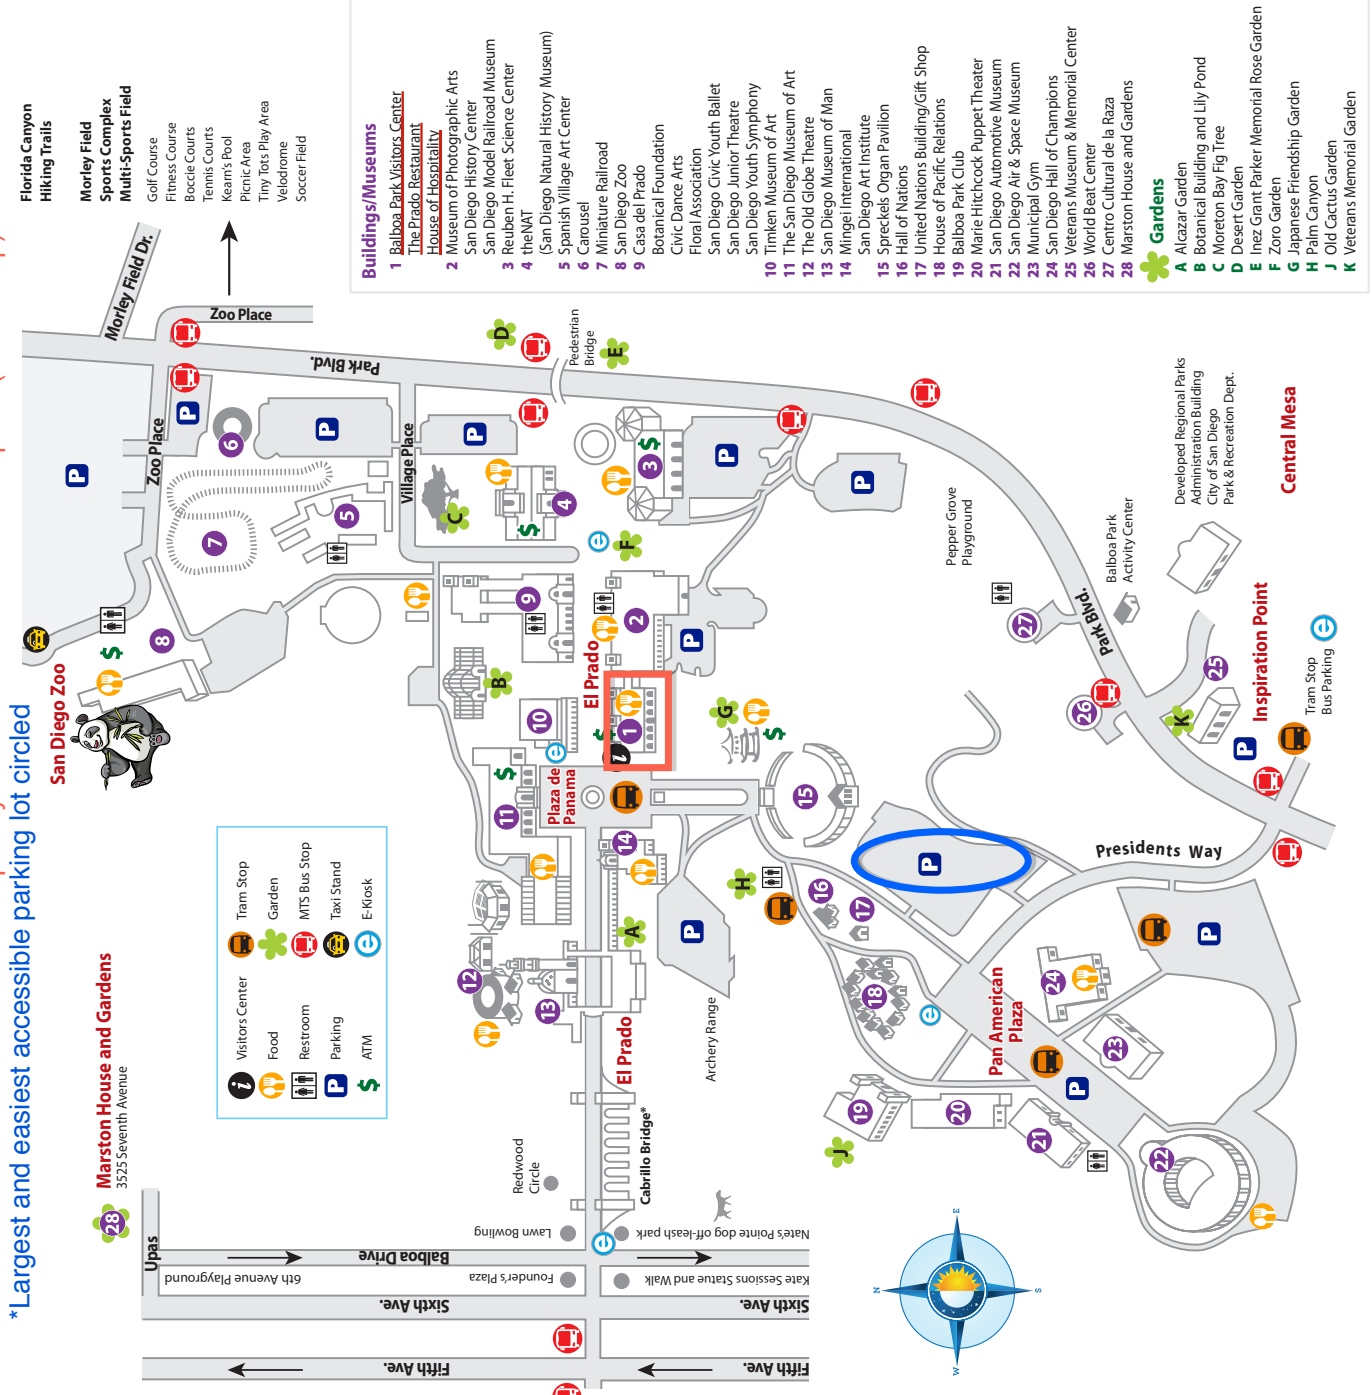 *Largest and easiest accessible parking lot circled
Florida Canyon
Hiking Trails
Morley Field
Sports Complex
Multi-Sports Field
Golf Course
Fitness Course
Boccie Courts
Tennis Courts
Kearn's Pool
Picnic Area
Tiny Tots Play Area
Velodrome
Soccer Field
Buildings/Museums
1 Balboa Park Visitors Center
The Prado Restaurant
House of Hospitality
2 Museum of Photographic Arts
San Diego History Center
San Diego Model Railroad Museum
3 Reuben H. Fleet Science Center
4 theNAT
(San Diego Natural History Museum)
5 Spanish Village Art Center
6 Carousel
7 Miniature Railroad
8 San Diego Zoo
9 Casa del Prado
Botanical Foundation
Civic Dance Arts
Floral Association
San Diego Civic Youth Ballet
San Diego Junior Theatre
San Diego Youth Symphony
10 Timken Museum of Art
11 The San Diego Museum of Art
12 The Old Globe Theatre
San Diego Art Institute
13 San Diego Museum of Man
14 Mingei International
15 Spreckels Organ Pavilion
16 Hall of Nations
17 United Nations Building/Gift Shop
18 House of Pacific Relations
19 Balboa Park Club
20 Marie Hitchcock Puppet Theater
21 San Diego Automotive Museum
22 San Diego Air & Space Museum
23 Municipal Gym
24 San Diego Hall of Champions
25 Veterans Museum & Memorial Center
26 World Beat Center
27 Centro Cultural de la Raza
28 Marston House and Gardens
Gardens
A Alcazar Garden
B Botanical Building and Lily Pond
C Moreton Bay Fig Tree
D Desert Garden
E Inez Grant Parker Memorial Rose Garden
F Zoro Garden
G Japanese Friendship Garden
H Palm Canyon
J Old Cactus Garden
K Veterans Memorial Garden
Visitors Center
Food
Restroom
Parking
ATM
Tram Stop
Garden
MTS Bus Stop
Taxi Stand
E-Kiosk
San Diego Zoo
Marston House and Gardens
3525 Seventh Avenue
28
Upas
Morley Field Dr.
Zoo Place
Zoo Place
Park Blvd.
Village Place
Pedestrian
Bridge
El Prado
Plaza de
Panama
El Prado
Cabrillo Bridge*
Redwood
Circle
Archery Range
Lawn Bowling
Founder's Plaza
6th Avenue Playground
Balboa Drive
Nate's Pointe dog off-leash park
Kate Sessions Statue and Walk
Sixth Ave.
Sixth Ave.
Fifth Ave.
Fifth Ave.
Pan American
Plaza
Presidents Way
Pepper Grove
Playground
Park Blvd.
Balboa Park
Activity Center
Developed Regional Parks
Administration Building
City of San Diego
Park & Recreation Dept.
Central Mesa
Inspiration Point
Tram Stop
Bus Parking
N
E
S
W